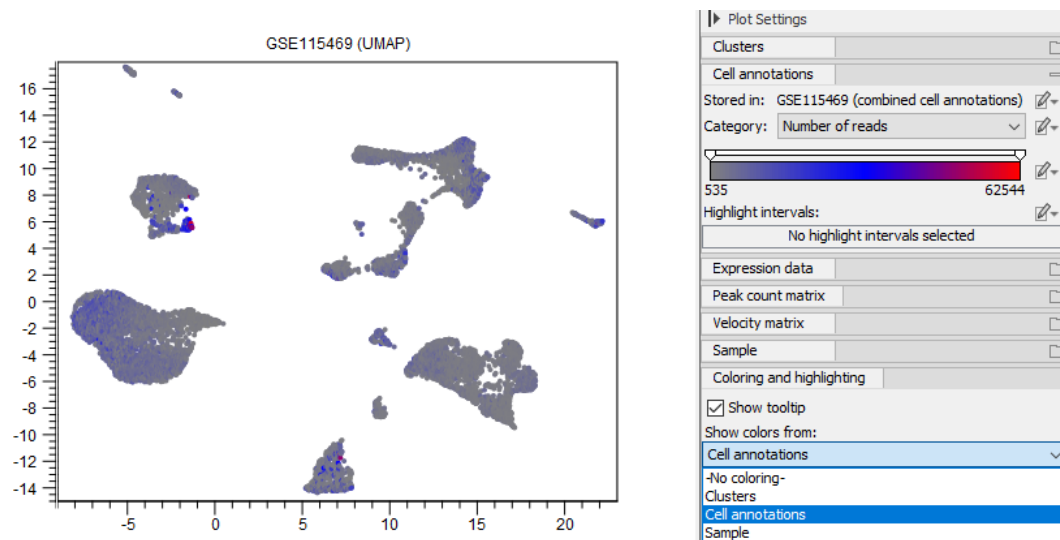 GSE115469 (UMAP)
16
14
12
10
8
6
4
2
0
-2
-4
-6
-8
-10
-12
-14
-5 0 5 10 15 20
Plot Settings
Clusters
Cell annotations
Stored in: GSE115469 (combined cell annotations)
Category: Number of reads
535 62544
Highlight intervals:
No highlight intervals selected
Expression data
Peak count matrix
Velocity matrix
Sample
Coloring and highlighting
Show tooltip
Show colors from:
Cell annotations
-No coloring-
Clusters
Cell annotations
Sample